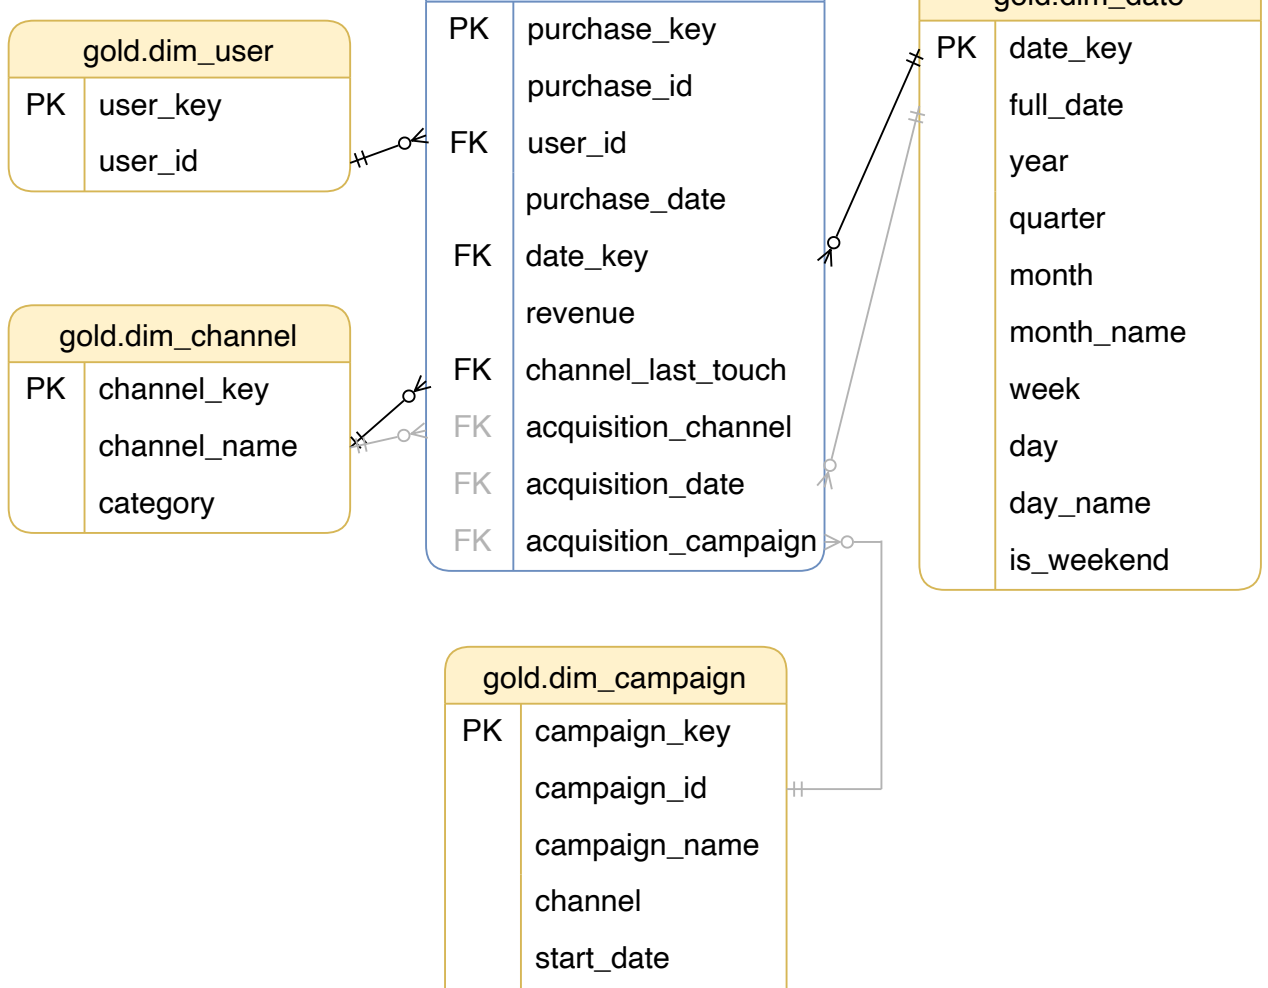 gold.dim_user
PK user_key
user_id
gold.dim_channel
PK channel_key
channel_name
category
PK purchase_key
purchase_id
FK user_id
purchase_date
FK date_key
revenue
FK channel_last_touch
FK acquisition_channel
FK acquisition_date
FK acquisition_campaign
gold.dim_date
PK date_key
full_date
year
quarter
month
month_name
week
day
day_name
is_weekend
gold.dim_campaign
PK campaign_key
campaign_id
campaign_name
channel
start_date